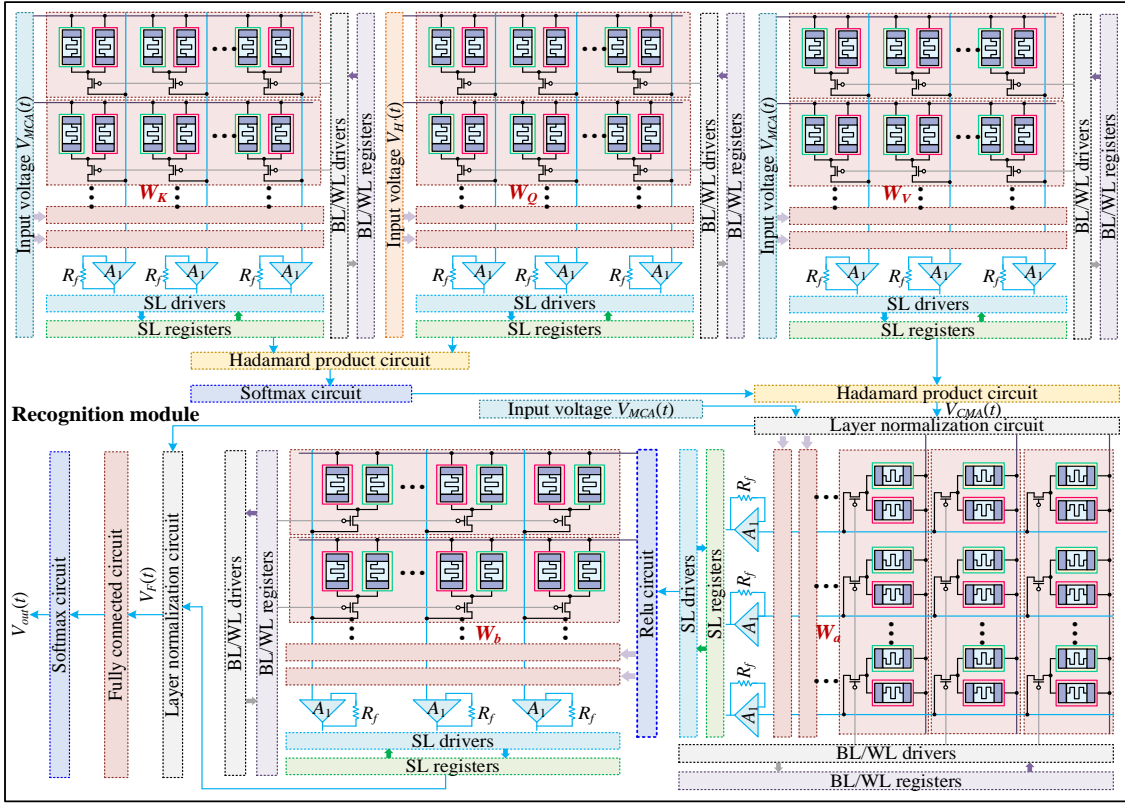 Input voltage V_MCA(t)
W_K
BL/WL drivers
BL/WL registers
R_f A_1 R_f A_1 R_f A_1
SL drivers
SL registers
Input voltage V_H'(t)
W_Q
BL/WL drivers
BL/WL registers
R_f A_1 R_f A_1 R_f A_1
SL drivers
SL registers
Input voltage V_MCA(t)
W_V
BL/WL drivers
BL/WL registers
R_f A_1 R_f A_1 R_f A_1
SL drivers
SL registers
Hadamard product circuit
Softmax circuit
Hadamard product circuit
Recognition module
Input voltage V_MCA(t)
V_CMA(t)
Layer normalization circuit
V_out(t)
Softmax circuit
Fully connected circuit
V_F(t)
Layer normalization circuit
BL/WL drivers
BL/WL registers
W_b
A_1 R_f A_1 R_f A_1 R_f
SL drivers
SL registers
Relu circuit
SL drivers
SL registers
R_f
A_1
R_f
A_1
R_f
A_1
W_a
BL/WL drivers
BL/WL registers